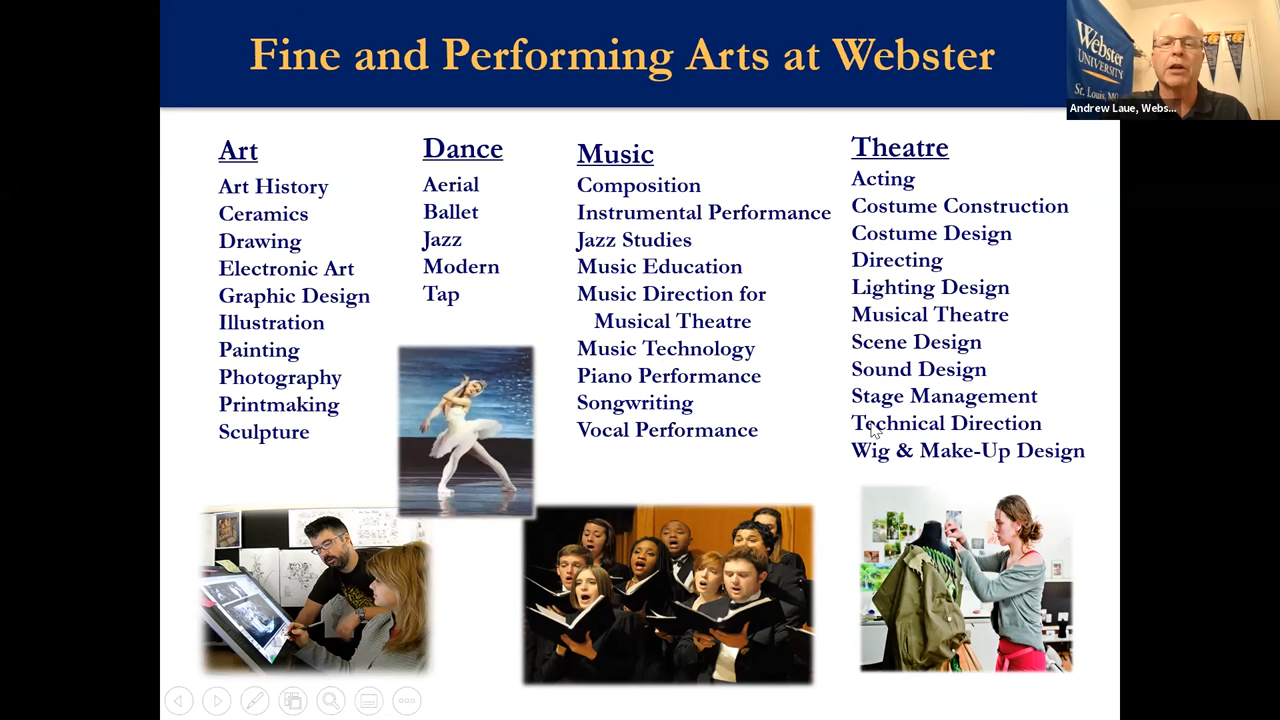 Fine and Performing Arts at Webster
Webster
UNIVERSITY
St. Louis, MO
Andrew Laue, Webs...
Art
Art History
Ceramics
Drawing
Electronic Art
Graphic Design
Illustration
Painting
Photography
Printmaking
Sculpture
Dance
Aerial
Ballet
Jazz
Modern
Tap
Music
Composition
Instrumental Performance
Jazz Studies
Music Education
Music Direction for
Musical Theatre
Music Technology
Piano Performance
Songwriting
Vocal Performance
Theatre
Acting
Costume Construction
Costume Design
Directing
Lighting Design
Musical Theatre
Scene Design
Sound Design
Stage Management
Technical Direction
Wig & Make-Up Design